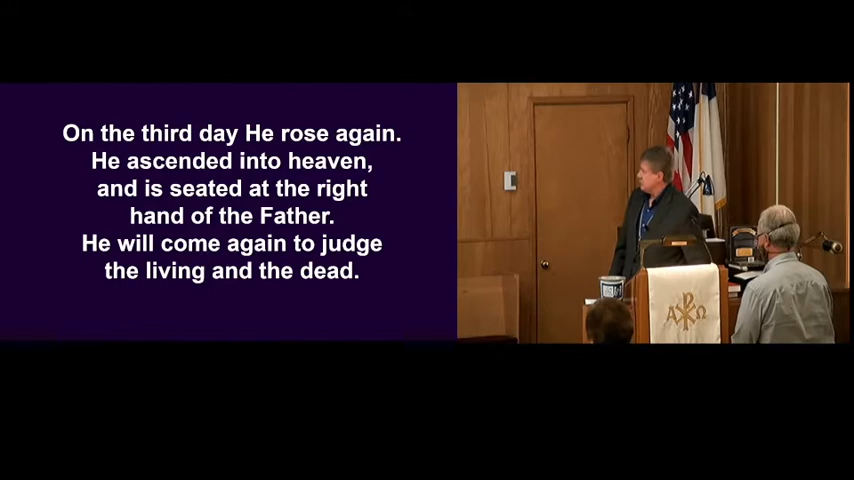 On the third day He rose again.
He ascended into heaven,
and is seated at the right
hand of the Father.
He will come again to judge
the living and the dead.
Α Ω